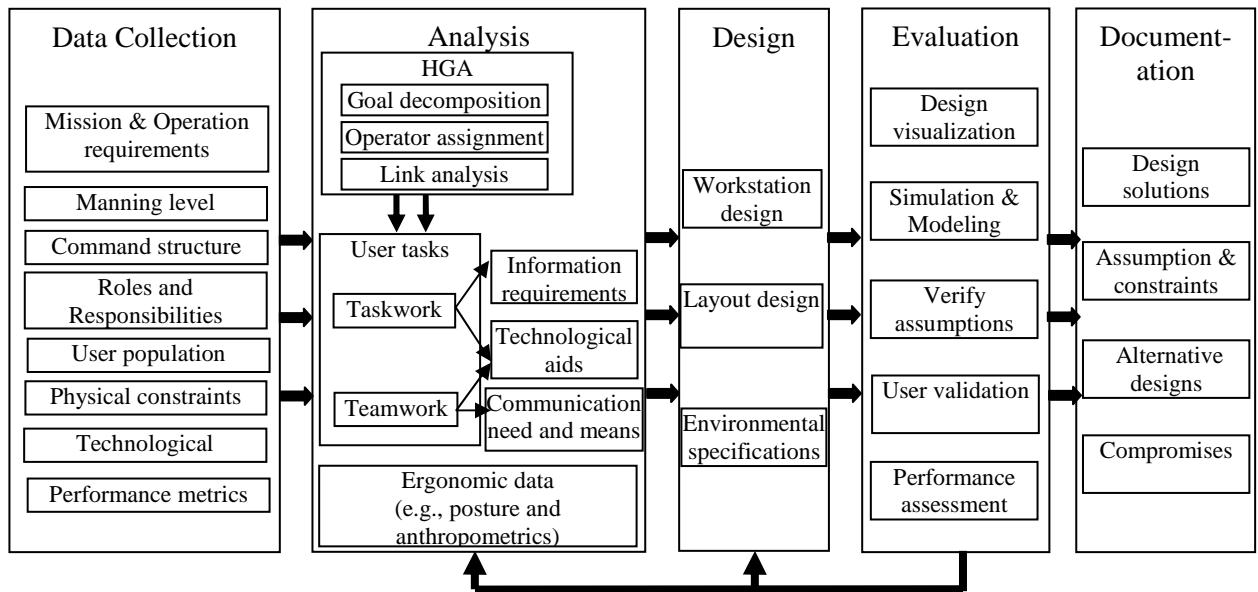 Data Collection
Mission & Operation
requirements
Manning level
Command structure
Roles and
Responsibilities
User population
Physical constraints
Technological
Performance metrics
Analysis
HGA
Goal decomposition
Operator assignment
Link analysis
User tasks
Taskwork
Teamwork
Information
requirements
Technological
aids
Communication
need and means
Ergonomic data
(e.g., posture and
anthropometrics)
Design
Workstation
design
Layout design
Environmental
specifications
Evaluation
Design
visualization
Simulation &
Modeling
Verify
assumptions
User validation
Performance
assessment
Document-
ation
Design
solutions
Assumption &
constraints
Alternative
designs
Compromises